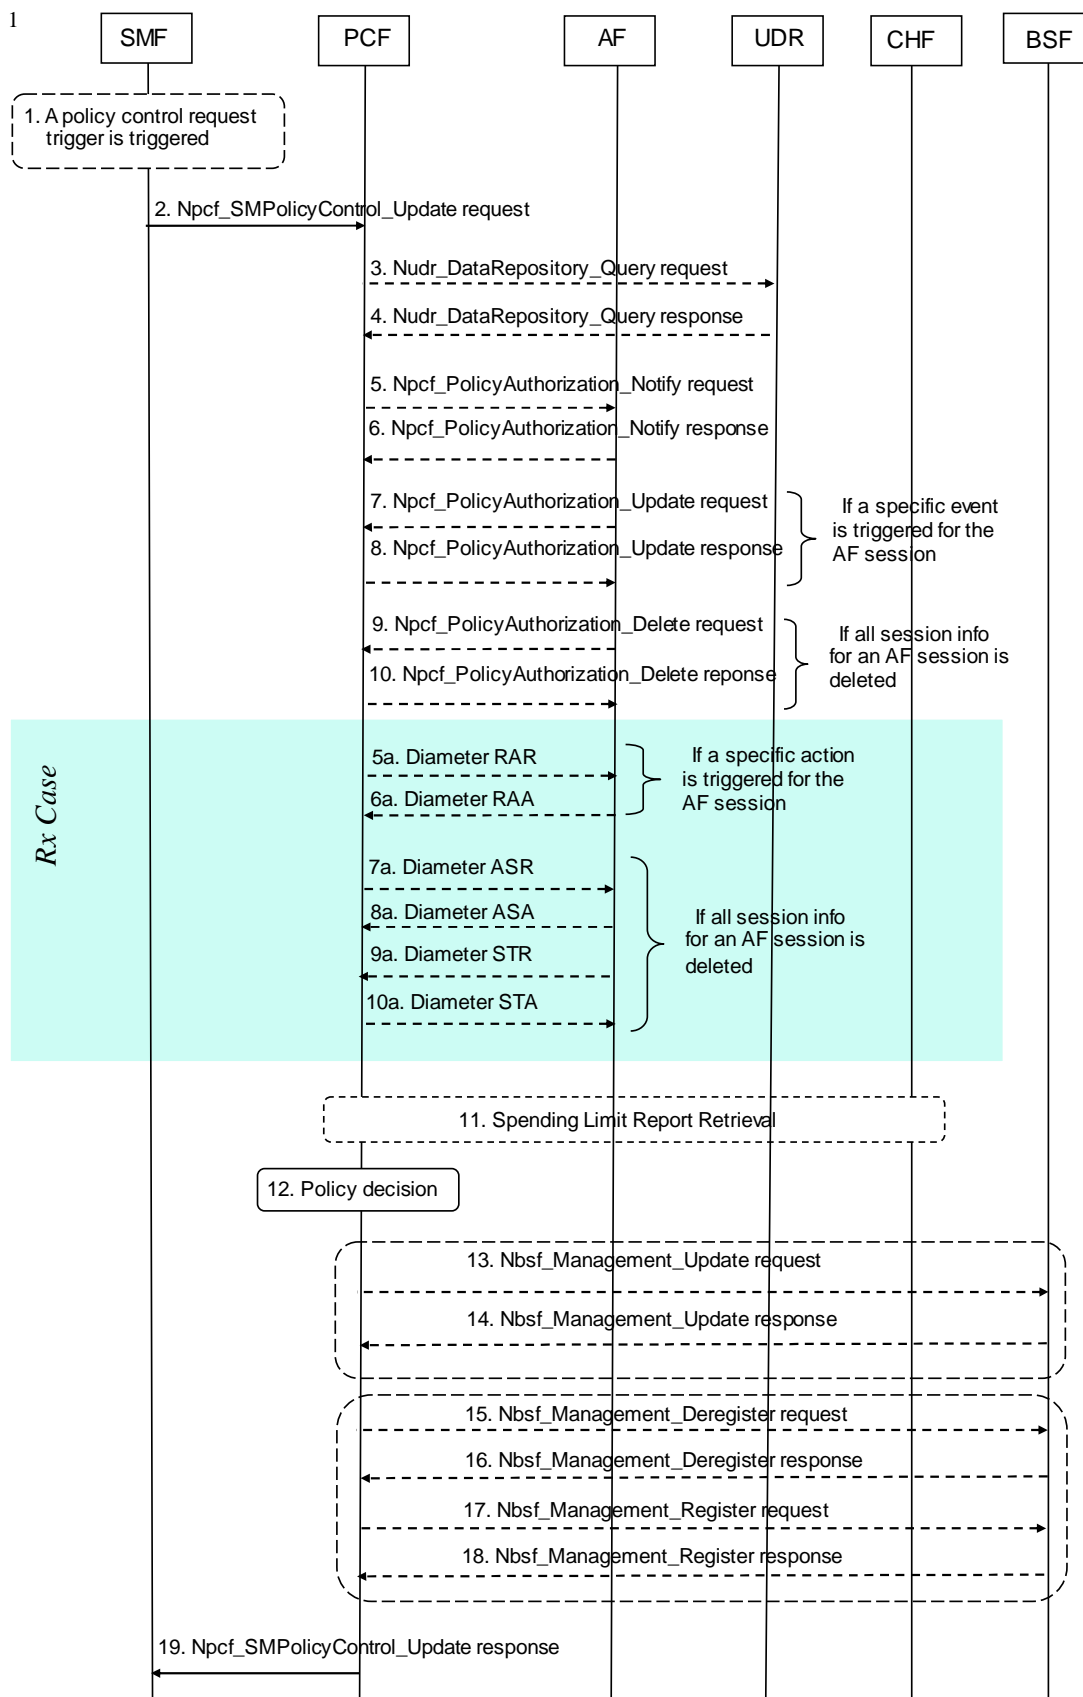 1
SMF
PCF
AF
UDR
CHF
BSF
1. A policy control request
trigger is triggered
2. Npcf_SMPolicyControl_Update request
3. Nudr_DataRepository_Query request
4. Nudr_DataRepository_Query response
5. Npcf_PolicyAuthorization_Notify request
6. Npcf_PolicyAuthorization_Notify response
7. Npcf_PolicyAuthorization_Update request
8. Npcf_PolicyAuthorization_Update response
If a specific event
is triggered for the
AF session
9. Npcf_PolicyAuthorization_Delete request
10. Npcf_PolicyAuthorization_Delete reponse
If all session info
for an AF session is
deleted
Rx Case
5a. Diameter RAR
6a. Diameter RAA
If a specific action
is triggered for the
AF session
7a. Diameter ASR
8a. Diameter ASA
9a. Diameter STR
10a. Diameter STA
If all session info
for an AF session is
deleted
11. Spending Limit Report Retrieval
12. Policy decision
13. Nbsf_Management_Update request
14. Nbsf_Management_Update response
15. Nbsf_Management_Deregister request
16. Nbsf_Management_Deregister response
17. Nbsf_Management_Register request
18. Nbsf_Management_Register response
19. Npcf_SMPolicyControl_Update response